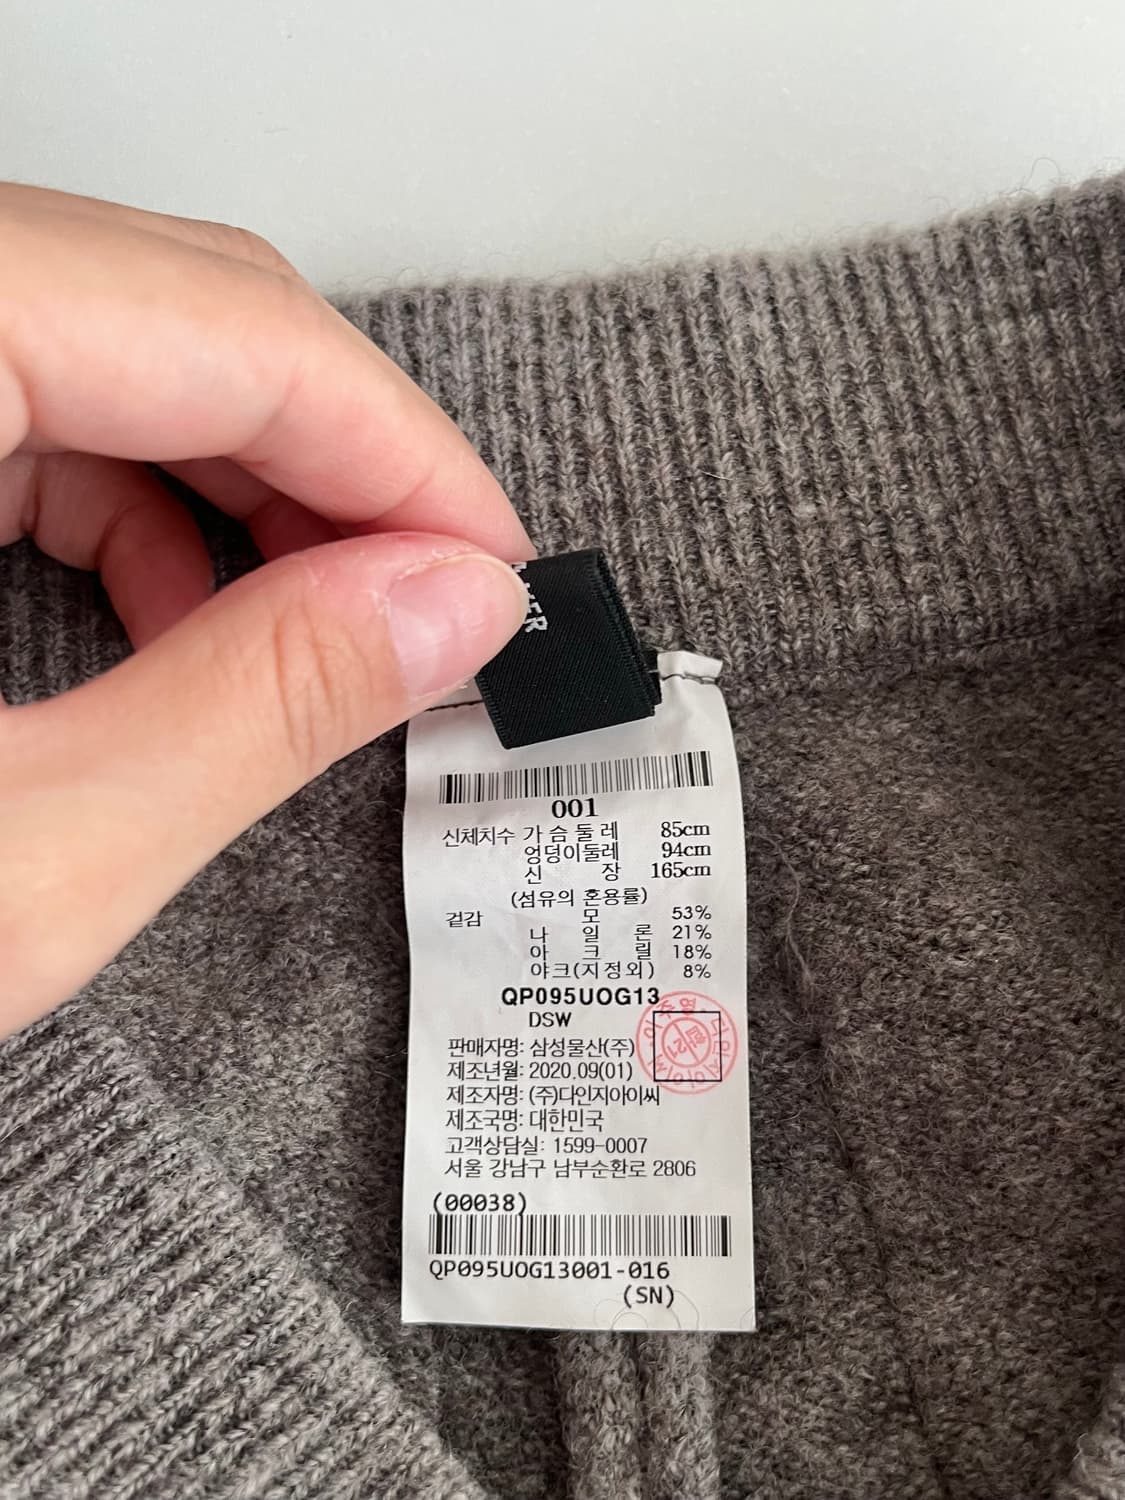 001
신체치수 가슴둘레 85cm
엉덩이둘레 94cm
신 장 165cm
(섬유의 혼용률)
겉감 모 53%
나 일 론 21%
아 크 릴 18%
야크(지정외) 8%
QP095UOG13
DSW
판매자명: 삼성물산(주)
제조년월: 2020.09(01)
제조자명: (주)다인지아이씨
제조국명: 대한민국
고객상담실: 1599-0007
서울 강남구 남부순환로 2806
(00038)
QP095UOG13001-016
(SN)